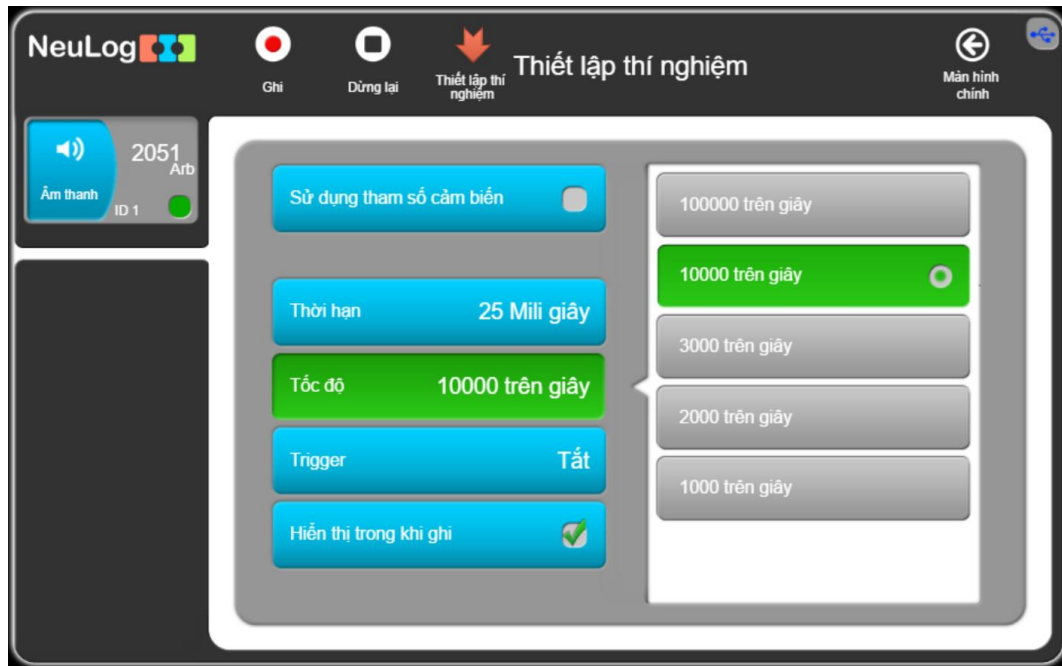 NeuLog
Ghi
Dừng lại
Thiết lập thí
nghiệm
Thiết lập thí nghiệm
Màn hình
chính
2051
Arb
Âm thanh
ID 1
Sử dụng tham số cảm biến
Thời hạn 25 Mili giây
Tốc độ 10000 trên giây
Trigger Tắt
Hiển thị trong khi ghi
100000 trên giây
10000 trên giây
3000 trên giây
2000 trên giây
1000 trên giây